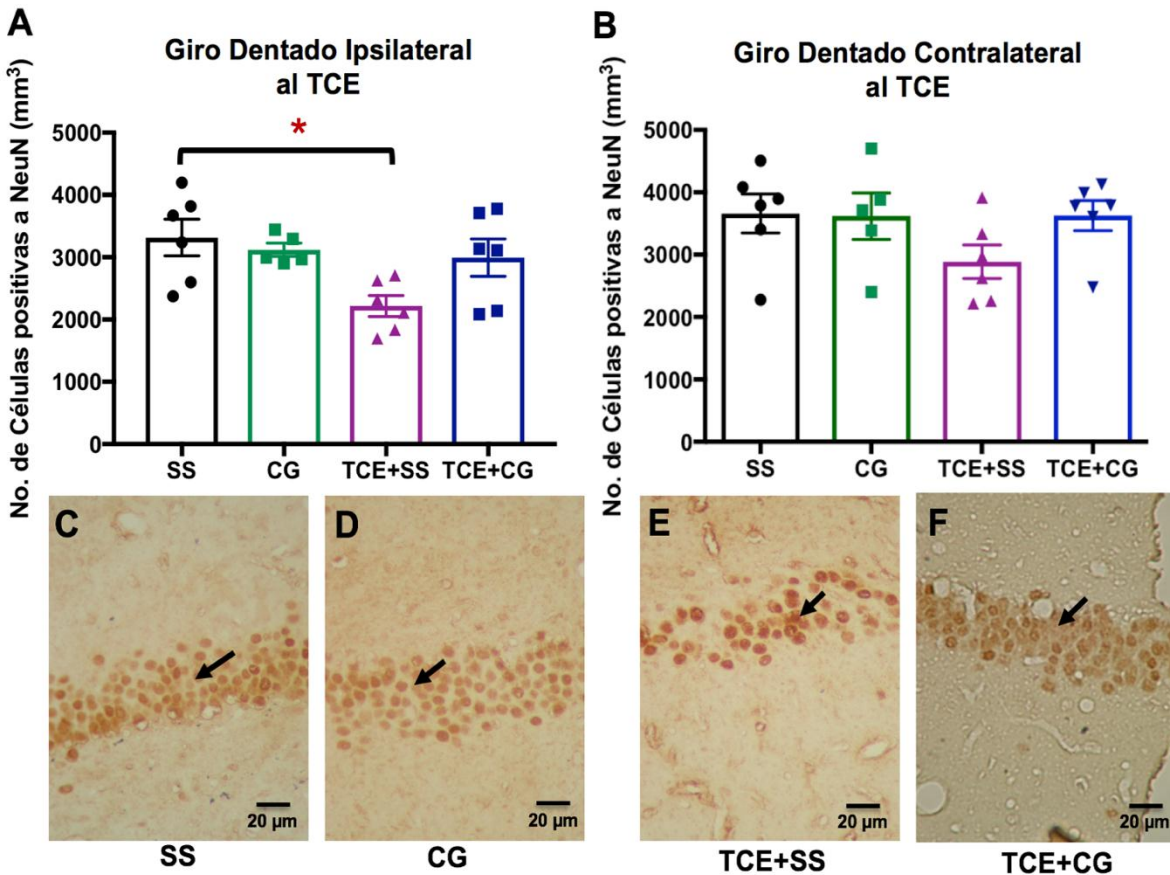 A
Giro Dentado Ipsilateral
al TCE
No. de Células positivas a NeuN (mm³)
*
5000
4000
3000
2000
1000
0
SS
CG
TCE+SS
TCE+CG
B
Giro Dentado Contralateral
al TCE
No. de Células positivas a NeuN (mm³)
5000
4000
3000
2000
1000
0
SS
CG
TCE+SS
TCE+CG
C
20 µm
SS
D
20 µm
CG
E
20 µm
TCE+SS
F
20 µm
TCE+CG